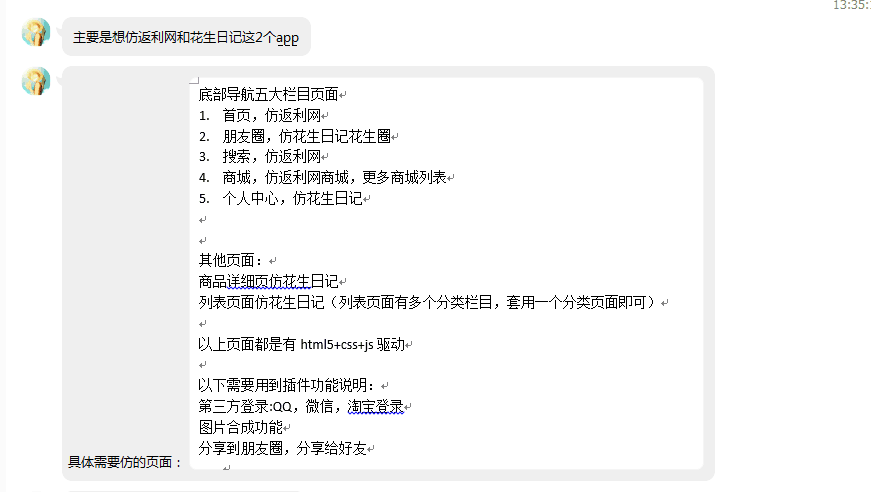 13:35:
主要是想仿返利网和花生日记这2个app
底部导航五大栏目页面
1. 首页，仿返利网
2. 朋友圈，仿花生日记花生圈
3. 搜索，仿返利网
4. 商城，仿返利网商城，更多商城列表
5. 个人中心，仿花生日记
其他页面：
商品详细页仿花生日记
列表页面仿花生日记（列表页面有多个分类栏目，套用一个分类页面即可）
以上页面都是有 html5+css+js 驱动
以下需要用到插件功能说明：
第三方登录:QQ，微信，淘宝登录
图片合成功能
分享到朋友圈，分享给好友
具体需要仿的页面：